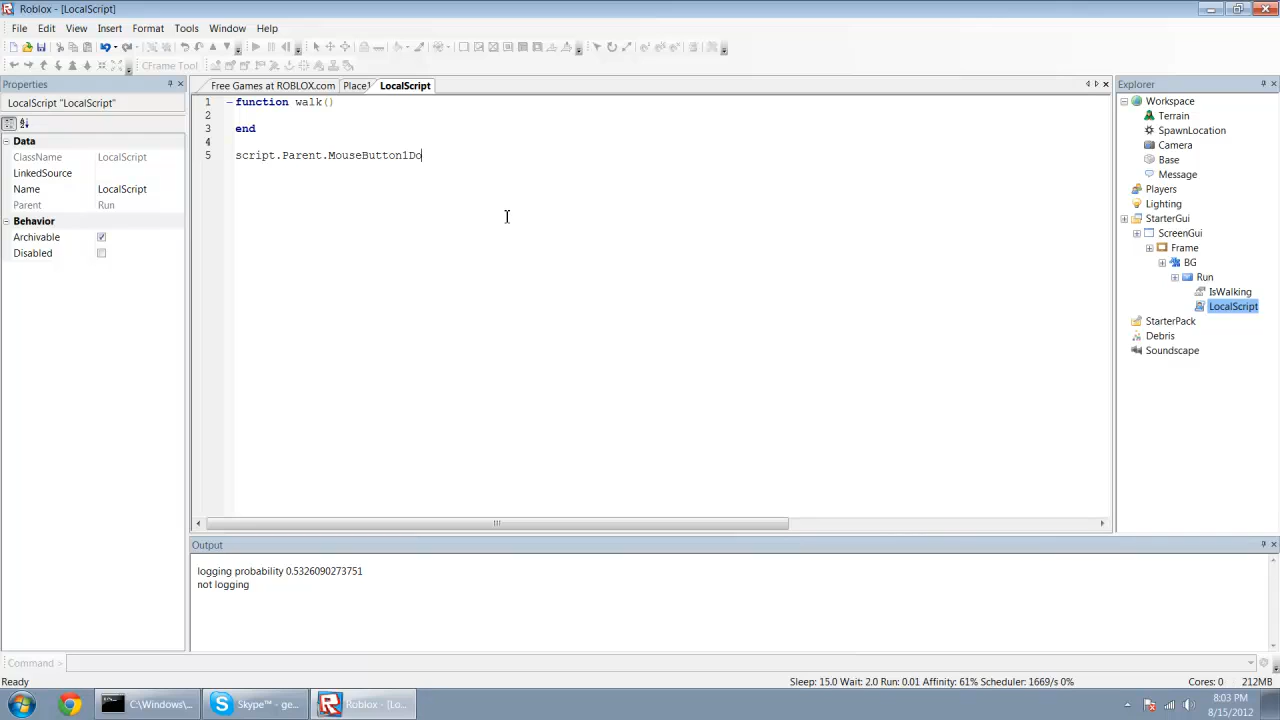 Roblox - [LocalScript]
File Edit View Insert Format Tools Window Help
CFrame Tool
Properties
LocalScript "LocalScript"
Data
ClassName LocalScript
LinkedSource
Name LocalScript
Parent Run
Behavior
Archivable
Disabled
Free Games at ROBLOX.com Place1 LocalScript
1 function walk()
2
3 end
4
5 script.Parent.MouseButton1Do
Explorer
Workspace
Terrain
SpawnLocation
Camera
Base
Message
Players
Lighting
StarterGui
ScreenGui
Frame
BG
Run
IsWalking
LocalScript
StarterPack
Debris
Soundscape
Output
logging probability 0.5326090273751
not logging
Command >
Ready Sleep: 15.0 Wait: 2.0 Run: 0.01 Affinity: 61% Scheduler: 1669/s 0% Cores: 0 212MB
C:\Windows\... Skype™ - ge... Roblox - [Lo...
8:03 PM
8/15/2012